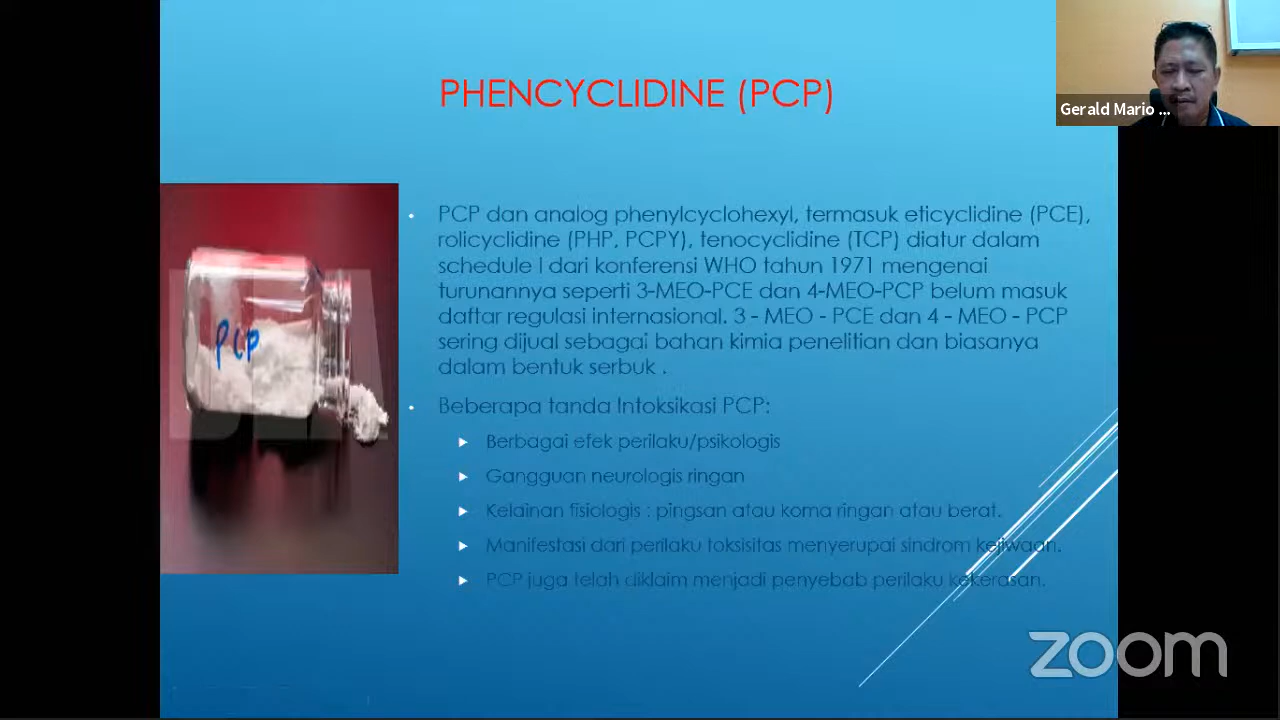 PHENCYCLIDINE (PCP)
Gerald Mario ...
PCP
DEA
• PCP dan analog phenylcyclohexyl, termasuk eticyclidine (PCE),
rolicyclidine (PHP, PCPY), tenocyclidine (TCP) diatur dalam
schedule I dari konferensi WHO tahun 1971 mengenai
turunannya seperti 3-MEO-PCE dan 4-MEO-PCP belum masuk
daftar regulasi internasional. 3 - MEO - PCE dan 4 - MEO - PCP
sering dijual sebagai bahan kimia penelitian dan biasanya
dalam bentuk serbuk .
• Beberapa tanda Intoksikasi PCP:
Berbagai efek perilaku/psikologis
Gangguan neurologis ringan
Kelainan fisiologis : pingsan atau koma ringan atau berat.
Manifestasi dari perilaku toksisitas menyerupai sindrom kejiwaan.
PCP juga telah diklaim menjadi penyebab perilaku kekerasan.
zoom